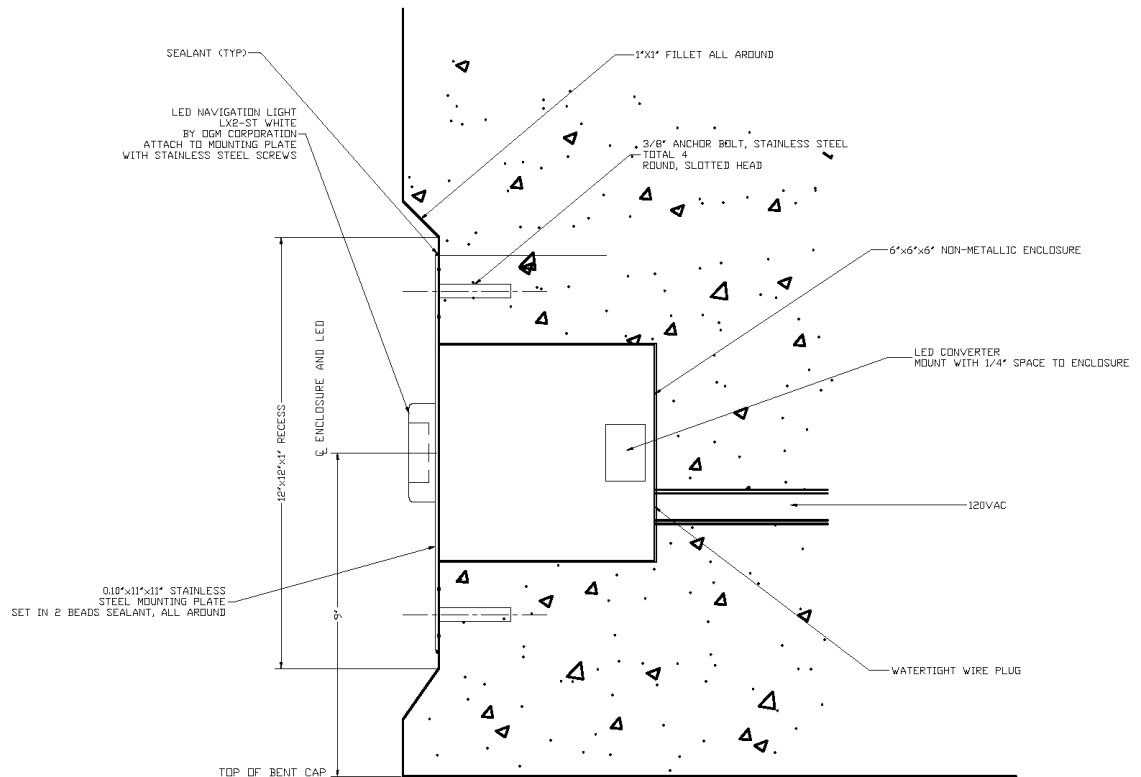 SEALANT (TYP)
1"X1" FILLET ALL AROUND
LED NAVIGATION LIGHT
LX2-ST WHITE
BY OGM CORPORATION
ATTACH TO MOUNTING PLATE
WITH STAINLESS STEEL SCREWS
3/8" ANCHOR BOLT, STAINLESS STEEL
TOTAL 4
ROUND, SLOTTED HEAD
6"x6"x6" NON-METALLIC ENCLOSURE
LED CONVERTER
MOUNT WITH 1/4" SPACE TO ENCLOSURE
12"x12"x1" RECESS
℄ ENCLOSURE AND LED
120VAC
0.10"x11"x11" STAINLESS
STEEL MOUNTING PLATE
SET IN 2 BEADS SEALANT, ALL AROUND
9"
WATERTIGHT WIRE PLUG
TOP OF BENT CAP